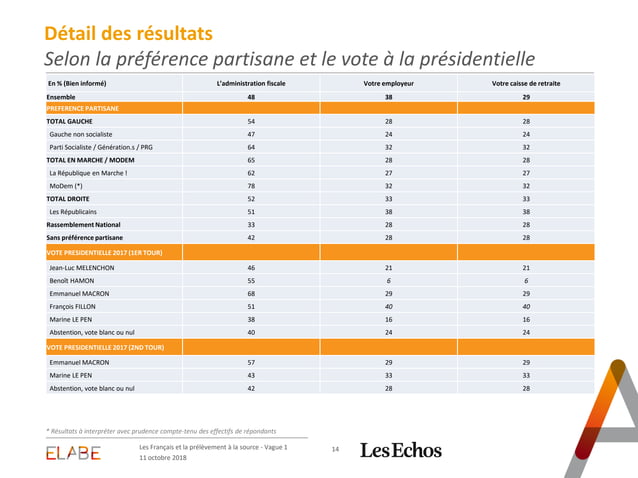 Détail des résultats
Selon la préférence partisane et le vote à la présidentielle
En % (Bien informé) L'administration fiscale Votre employeur Votre caisse de retraite
Ensemble 48 38 29
PREFERENCE PARTISANE
TOTAL GAUCHE 54 28 28
Gauche non socialiste 47 24 24
Parti Socialiste / Génération.s / PRG 64 32 32
TOTAL EN MARCHE / MODEM 65 28 28
La République en Marche ! 62 27 27
MoDem (*) 78 32 32
TOTAL DROITE 52 33 33
Les Républicains 51 38 38
Rassemblement National 33 28 28
Sans préférence partisane 42 28 28
VOTE PRESIDENTIELLE 2017 (1ER TOUR)
Jean-Luc MELENCHON 46 21 21
Benoît HAMON 55 6 6
Emmanuel MACRON 68 29 29
François FILLON 51 40 40
Marine LE PEN 38 16 16
Abstention, vote blanc ou nul 40 24 24
VOTE PRESIDENTIELLE 2017 (2ND TOUR)
Emmanuel MACRON 57 29 29
Marine LE PEN 43 33 33
Abstention, vote blanc ou nul 42 28 28
* Résultats à interpréter avec prudence compte-tenu des effectifs de répondants
ELABE
Les Français et la prélèvement à la source - Vague 1
11 octobre 2018
14
Les Echos